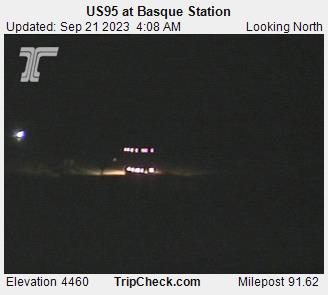 US95 at Basque Station
Updated: Sep 21 2023  4:08 AM Looking North
Elevation 4460 TripCheck.com Milepost 91.62